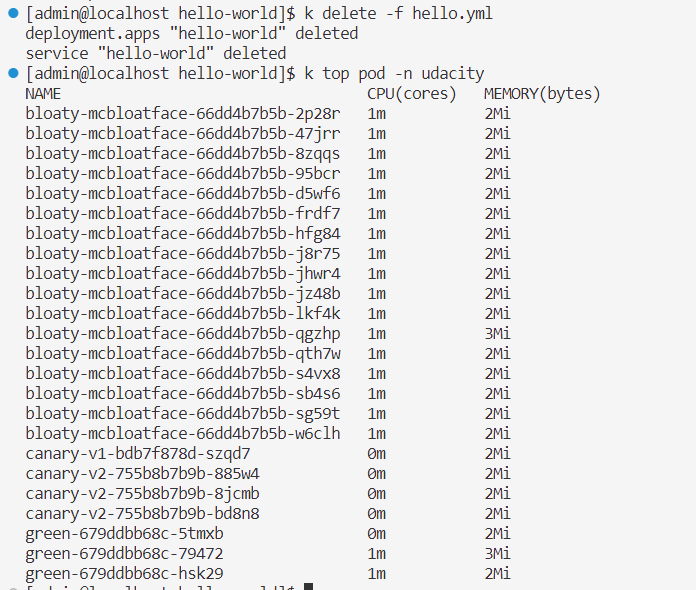 [admin@localhost hello-world]$ k delete -f hello.yml
deployment.apps "hello-world" deleted
service "hello-world" deleted
[admin@localhost hello-world]$ k top pod -n udacity
NAME CPU(cores) MEMORY(bytes)
bloaty-mcbloatface-66dd4b7b5b-2p28r 1m 2Mi
bloaty-mcbloatface-66dd4b7b5b-47jrr 1m 2Mi
bloaty-mcbloatface-66dd4b7b5b-8zqqs 1m 2Mi
bloaty-mcbloatface-66dd4b7b5b-95bcr 1m 2Mi
bloaty-mcbloatface-66dd4b7b5b-d5wf6 1m 2Mi
bloaty-mcbloatface-66dd4b7b5b-frdf7 1m 2Mi
bloaty-mcbloatface-66dd4b7b5b-hfg84 1m 2Mi
bloaty-mcbloatface-66dd4b7b5b-j8r75 1m 2Mi
bloaty-mcbloatface-66dd4b7b5b-jhwr4 1m 2Mi
bloaty-mcbloatface-66dd4b7b5b-jz48b 1m 2Mi
bloaty-mcbloatface-66dd4b7b5b-lkf4k 1m 2Mi
bloaty-mcbloatface-66dd4b7b5b-qgzhp 1m 3Mi
bloaty-mcbloatface-66dd4b7b5b-qth7w 1m 2Mi
bloaty-mcbloatface-66dd4b7b5b-s4vx8 1m 2Mi
bloaty-mcbloatface-66dd4b7b5b-sb4s6 1m 2Mi
bloaty-mcbloatface-66dd4b7b5b-sg59t 1m 2Mi
bloaty-mcbloatface-66dd4b7b5b-w6clh 1m 2Mi
canary-v1-bdb7f878d-szqd7 0m 2Mi
canary-v2-755b8b7b9b-885w4 0m 2Mi
canary-v2-755b8b7b9b-8jcmb 0m 2Mi
canary-v2-755b8b7b9b-bd8n8 0m 2Mi
green-679ddbb68c-5tmxb 0m 2Mi
green-679ddbb68c-79472 1m 3Mi
green-679ddbb68c-hsk29 1m 2Mi
[admin@localhost hello-world]$